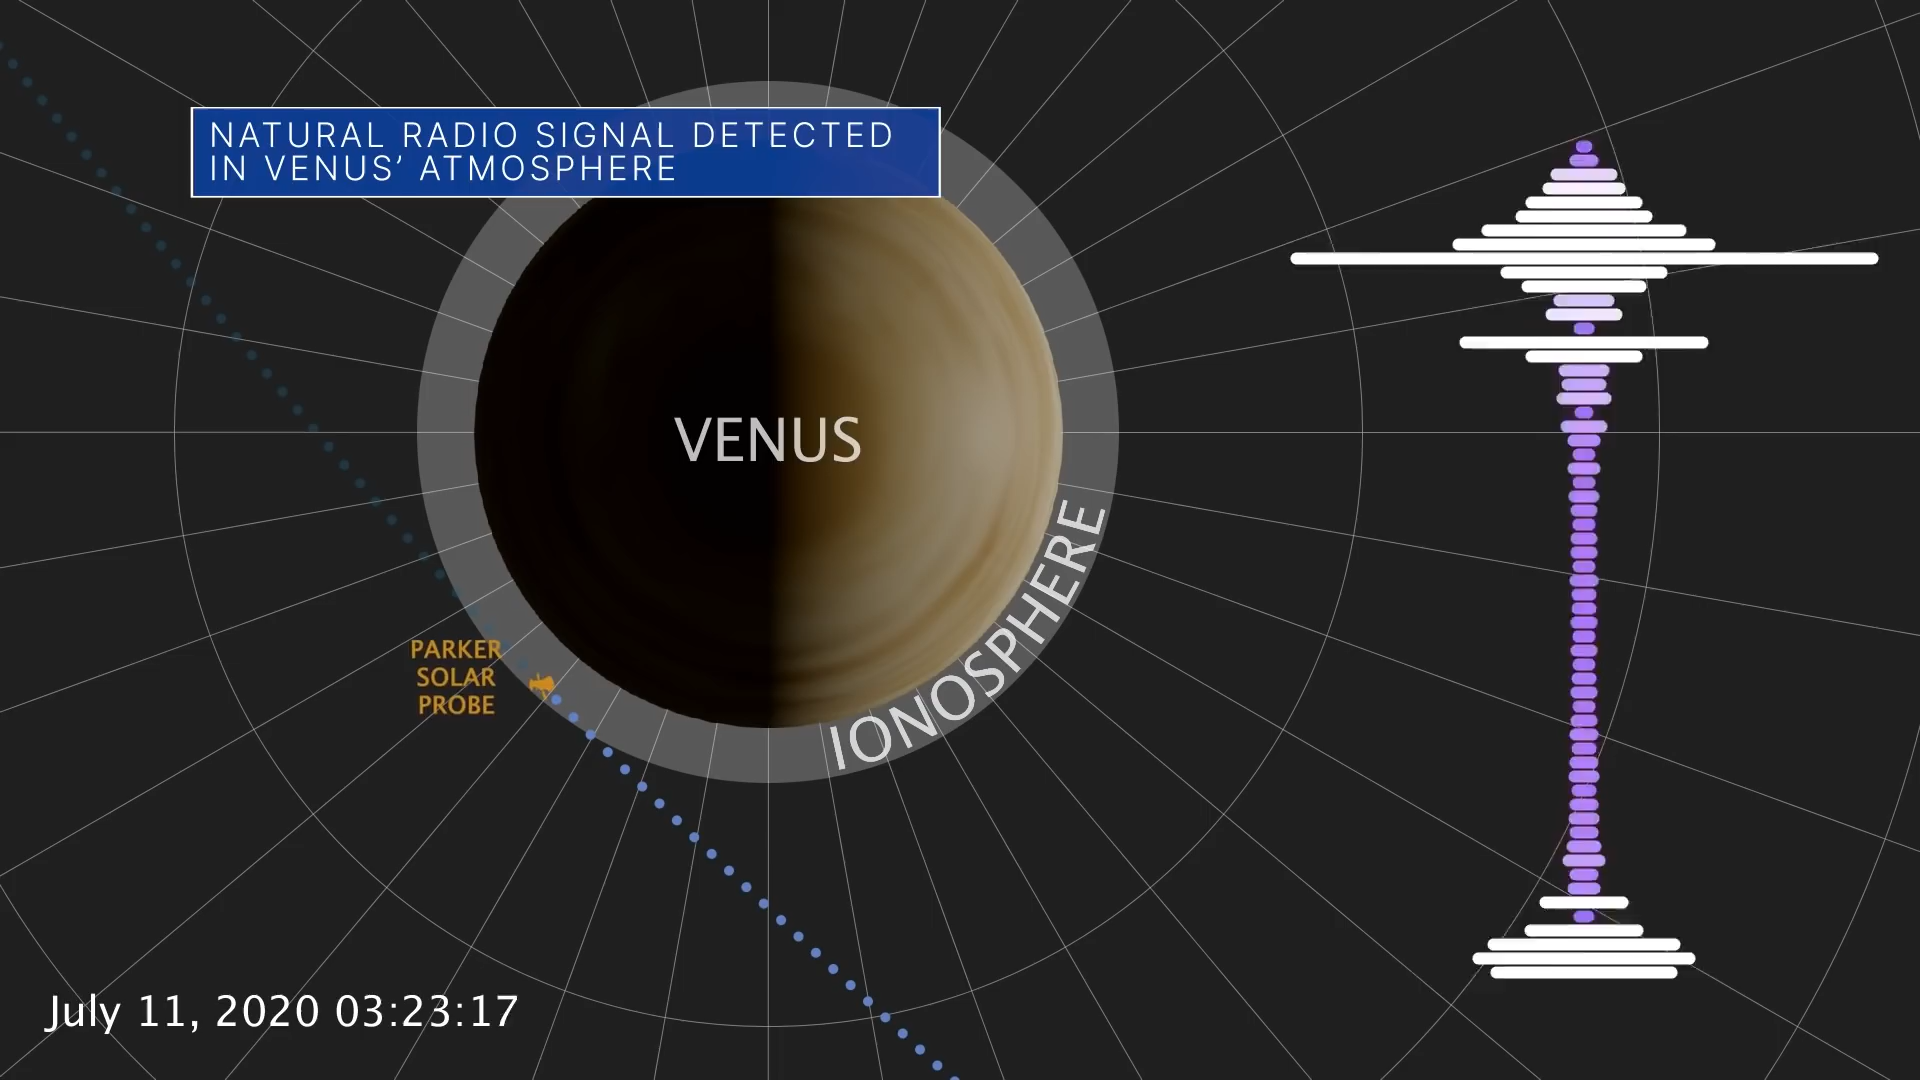 NATURAL RADIO SIGNAL DETECTED
IN VENUS’ ATMOSPHERE
VENUS
IONOSPHERE
PARKER
SOLAR
PROBE
July 11, 2020 03:23:17